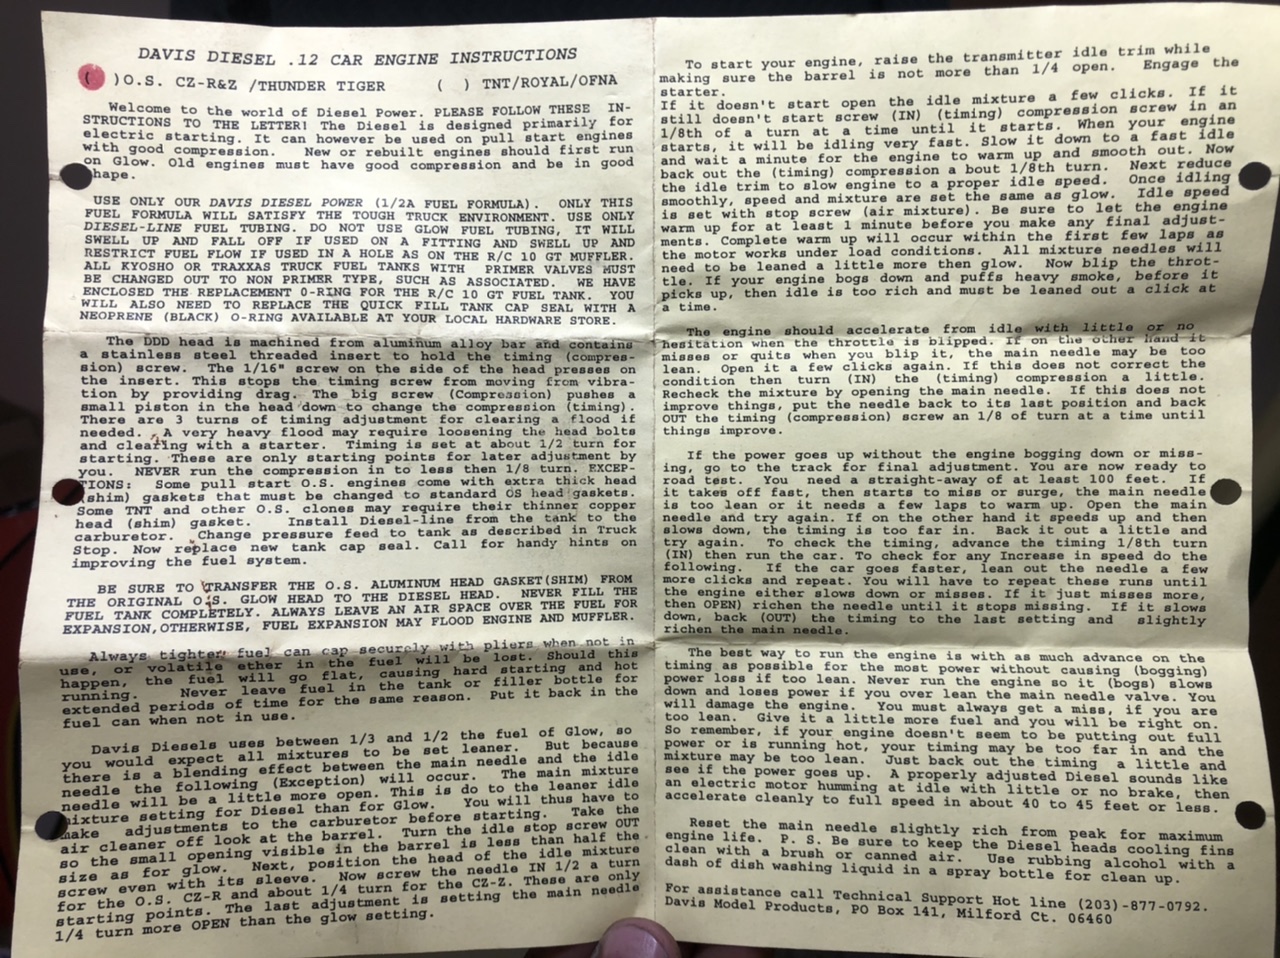 DAVIS DIESEL .12 CAR ENGINE INSTRUCTIONS
( )O.S. CZ-R&Z /THUNDER TIGER ( ) TNT/ROYAL/OFNA
Welcome to the world of Diesel Power. PLEASE FOLLOW THESE IN-
STRUCTIONS TO THE LETTER! The Diesel is designed primarily for
electric starting. It can however be used on pull start engines
with good compression. New or rebuilt engines should first run
on Glow. Old engines must have good compression and be in good
hape.
USE ONLY OUR DAVIS DIESEL POWER (1/2A FUEL FORMULA). ONLY THIS
FUEL FORMULA WILL SATISFY THE TOUGH TRUCK ENVIRONMENT. USE ONLY
DIESEL-LINE FUEL TUBING. DO NOT USE GLOW FUEL TUBING, IT WILL
SWELL UP AND FALL OFF IF USED ON A FITTING AND SWELL UP AND
RESTRICT FUEL FLOW IF USED IN A HOLE AS ON THE R/C 10 GT MUFFLER.
ALL KYOSHO OR TRAXXAS TRUCK FUEL TANKS WITH PRIMER VALVES MUST
BE CHANGED OUT TO NON PRIMER TYPE, SUCH AS ASSOCIATED. WE HAVE
ENCLOSED THE REPLACEMENT 0-RING FOR THE R/C 10 GT FUEL TANK. YOU
WILL ALSO NEED TO REPLACE THE QUICK FILL TANK CAP SEAL WITH A
NEOPRENE (BLACK) O-RING AVAILABLE AT YOUR LOCAL HARDWARE STORE.
The DDD head is machined from aluminum alloy bar and contains
a stainless steel threaded insert to hold the timing (compres-
sion) screw. The 1/16" screw on the side of the head presses on
the insert. This stops the timing screw from moving from vibra-
tion by providing drag. The big screw (Compression) pushes a
small piston in the head down to change the compression (timing).
There are 3 turns of timing adjustment for clearing a flood if
needed. A very heavy flood may require loosening the head bolts
and clearing with a starter. Timing is set at about 1/2 turn for
starting. These are only starting points for later adjustment by
you. NEVER run the compression in to less then 1/8 turn. EXCEP-
TIONS: Some pull start O.S. engines come with extra thick head
(shim) gaskets that must be changed to standard OS head gaskets.
Some TNT and other O.S. clones may require their thinner copper
head (shim) gasket. Install Diesel-line from the tank to the
carburetor. Change pressure feed to tank as described in Truck
Stop. Now replace new tank cap seal. Call for handy hints on
improving the fuel system.
BE SURE TO TRANSFER THE O.S. ALUMINUM HEAD GASKET(SHIM) FROM
THE ORIGINAL O.S. GLOW HEAD TO THE DIESEL HEAD. NEVER FILL THE
FUEL TANK COMPLETELY. ALWAYS LEAVE AN AIR SPACE OVER THE FUEL FOR
EXPANSION,OTHERWISE, FUEL EXPANSION MAY FLOOD ENGINE AND MUFFLER.
Always tighten fuel can cap securely with pliers when not in
use, or volatile ether in the fuel will be lost. Should this
happen, the fuel will go flat, causing hard starting and hot
running. Never leave fuel in the tank or filler bottle for
extended periods of time for the same reason. Put it back in the
fuel can when not in use.
Davis Diesels uses between 1/3 and 1/2 the fuel of Glow, so
you would expect all mixtures to be set leaner. But because
there is a blending effect between the main needle and the idle
needle the following (Exception) will occur. The main mixture
needle will be a little more open. This is do to the leaner idle
mixture setting for Diesel than for Glow. You will thus have to
make adjustments to the carburetor before starting. Take the
air cleaner off look at the barrel. Turn the idle stop screw OUT
so the small opening visible in the barrel is less than half the
size as for glow. Next, position the head of the idle mixture
screw even with its sleeve. Now screw the needle IN 1/2 a turn
for the O.S. CZ-R and about 1/4 turn for the CZ-Z. These are only
starting points. The last adjustment is setting the main needle
1/4 turn more OPEN than the glow setting.
To start your engine, raise the transmitter idle trim while
making sure the barrel is not more than 1/4 open. Engage the
starter.
If it doesn't start open the idle mixture a few clicks. If it
still doesn't start screw (IN) (timing) compression screw in an
1/8th of a turn at a time until it starts. When your engine
starts, it will be idling very fast. Slow it down to a fast idle
and wait a minute for the engine to warm up and smooth out. Now
back out the (timing) compression a bout 1/8th turn. Next reduce
the idle trim to slow engine to a proper idle speed. Once idling
smoothly, speed and mixture are set the same as glow. Idle speed
is set with stop screw (air mixture). Be sure to let the engine
warm up for at least 1 minute before you make any final adjust-
ments. Complete warm up will occur within the first few laps as
the motor works under load conditions. All mixture needles will
need to be leaned a little more then glow. Now blip the throt-
tle. If your engine bogs down and puffs heavy smoke, before it
picks up, then idle is too rich and must be leaned out a click at
a time.
The engine should accelerate from idle with little or no
hesitation when the throttle is blipped. If on the other hand it
misses or quits when you blip it, the main needle may be too
lean. Open it a few clicks again. If this does not correct the
condition then turn (IN) the (timing) compression a little.
Recheck the mixture by opening the main needle. If this does not
improve things, put the needle back to its last position and back
OUT the timing (compression) screw an 1/8 of turn at a time until
things improve.
If the power goes up without the engine bogging down or miss-
ing, go to the track for final adjustment. You are now ready to
road test. You need a straight-away of at least 100 feet. If
it takes off fast, then starts to miss or surge, the main needle
is too lean or it needs a few laps to warm up. Open the main
needle and try again. If on the other hand it speeds up and then
slows down, the timing is too far in. Back it out a little and
try again. To check the timing, advance the timing 1/8th turn
(IN) then run the car. To check for any Increase in speed do the
following. If the car goes faster, lean out the needle a few
more clicks and repeat. You will have to repeat these runs until
the engine either slows down or misses. If it just misses more,
then OPEN) richen the needle until it stops missing. If it slows
down, back (OUT) the timing to the last setting and slightly
richen the main needle.
The best way to run the engine is with as much advance on the
timing as possible for the most power without causing (bogging)
power loss if too lean. Never run the engine so it (bogs) slows
down and loses power if you over lean the main needle valve. You
will damage the engine. You must always get a miss, if you are
too lean. Give it a little more fuel and you will be right on.
So remember, if your engine doesn't seem to be putting out full
power or is running hot, your timing may be too far in and the
mixture may be too lean. Just back out the timing a little and
see if the power goes up. A properly adjusted Diesel sounds like
an electric motor humming at idle with little or no brake, then
accelerate cleanly to full speed in about 40 to 45 feet or less.
Reset the main needle slightly rich from peak for maximum
engine life. P. S. Be sure to keep the Diesel heads cooling fins
clean with a brush or canned air. Use rubbing alcohol with a
dash of dish washing liquid in a spray bottle for clean up.
For assistance call Technical Support Hot line (203)-877-0792.
Davis Model Products, PO Box 141, Milford Ct. 06460